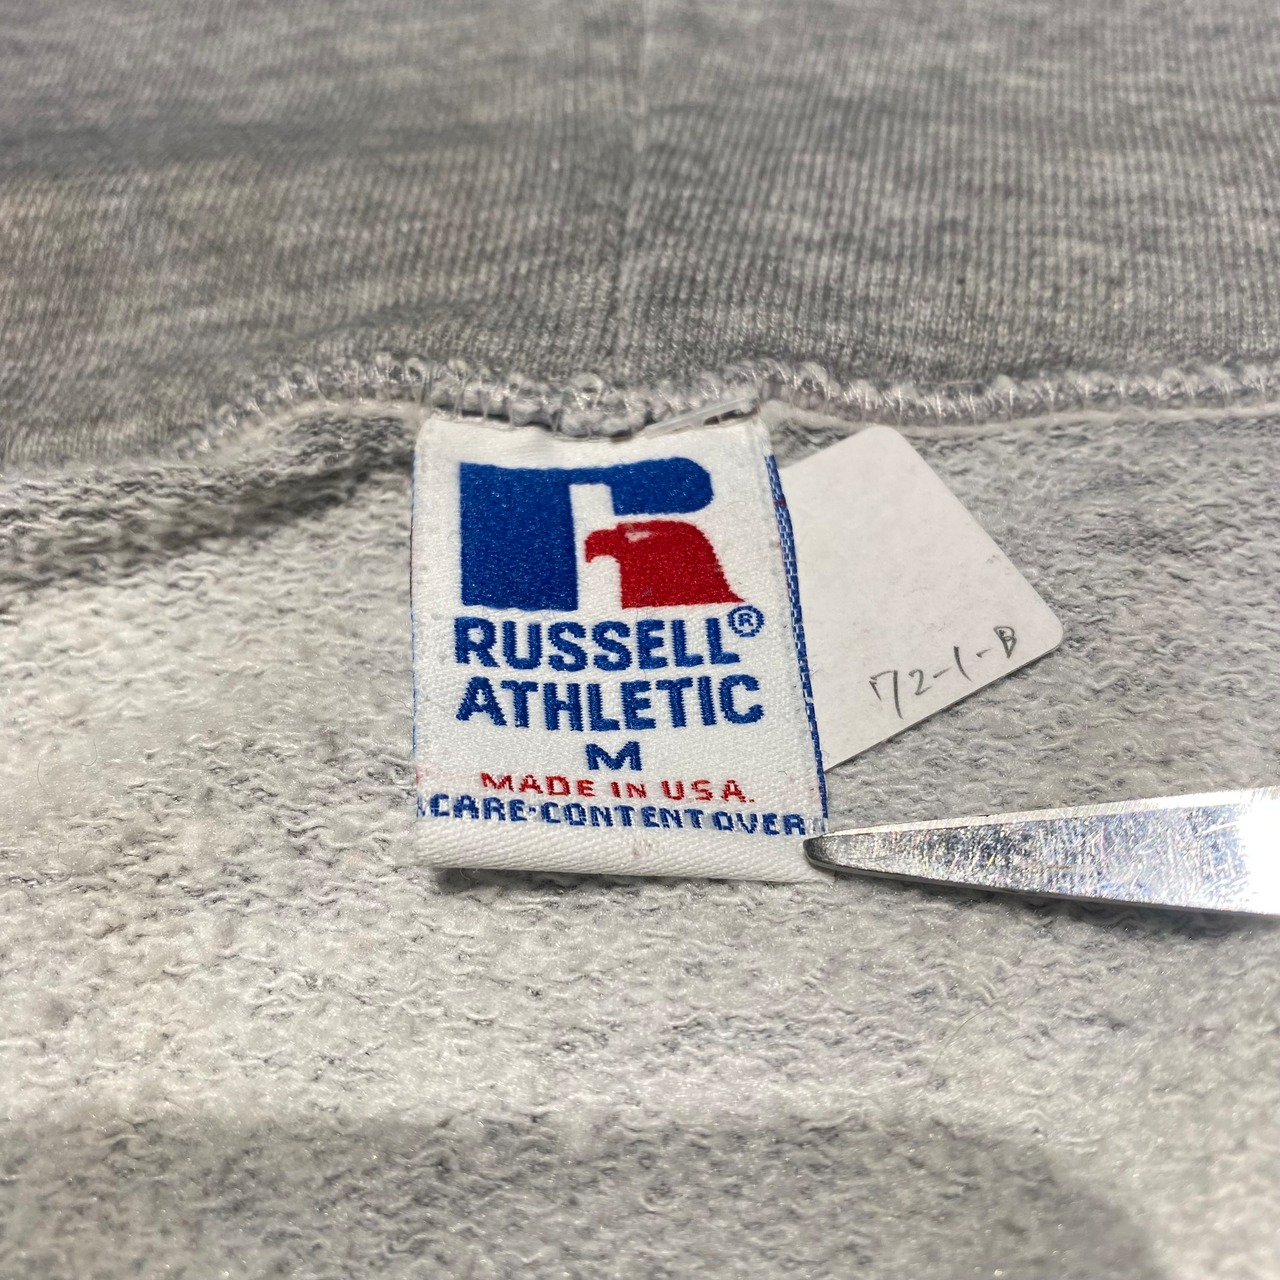 RUSSELL®
ATHLETIC
M
MADE IN USA.
CARE·CONTENT OVER
72-1-B